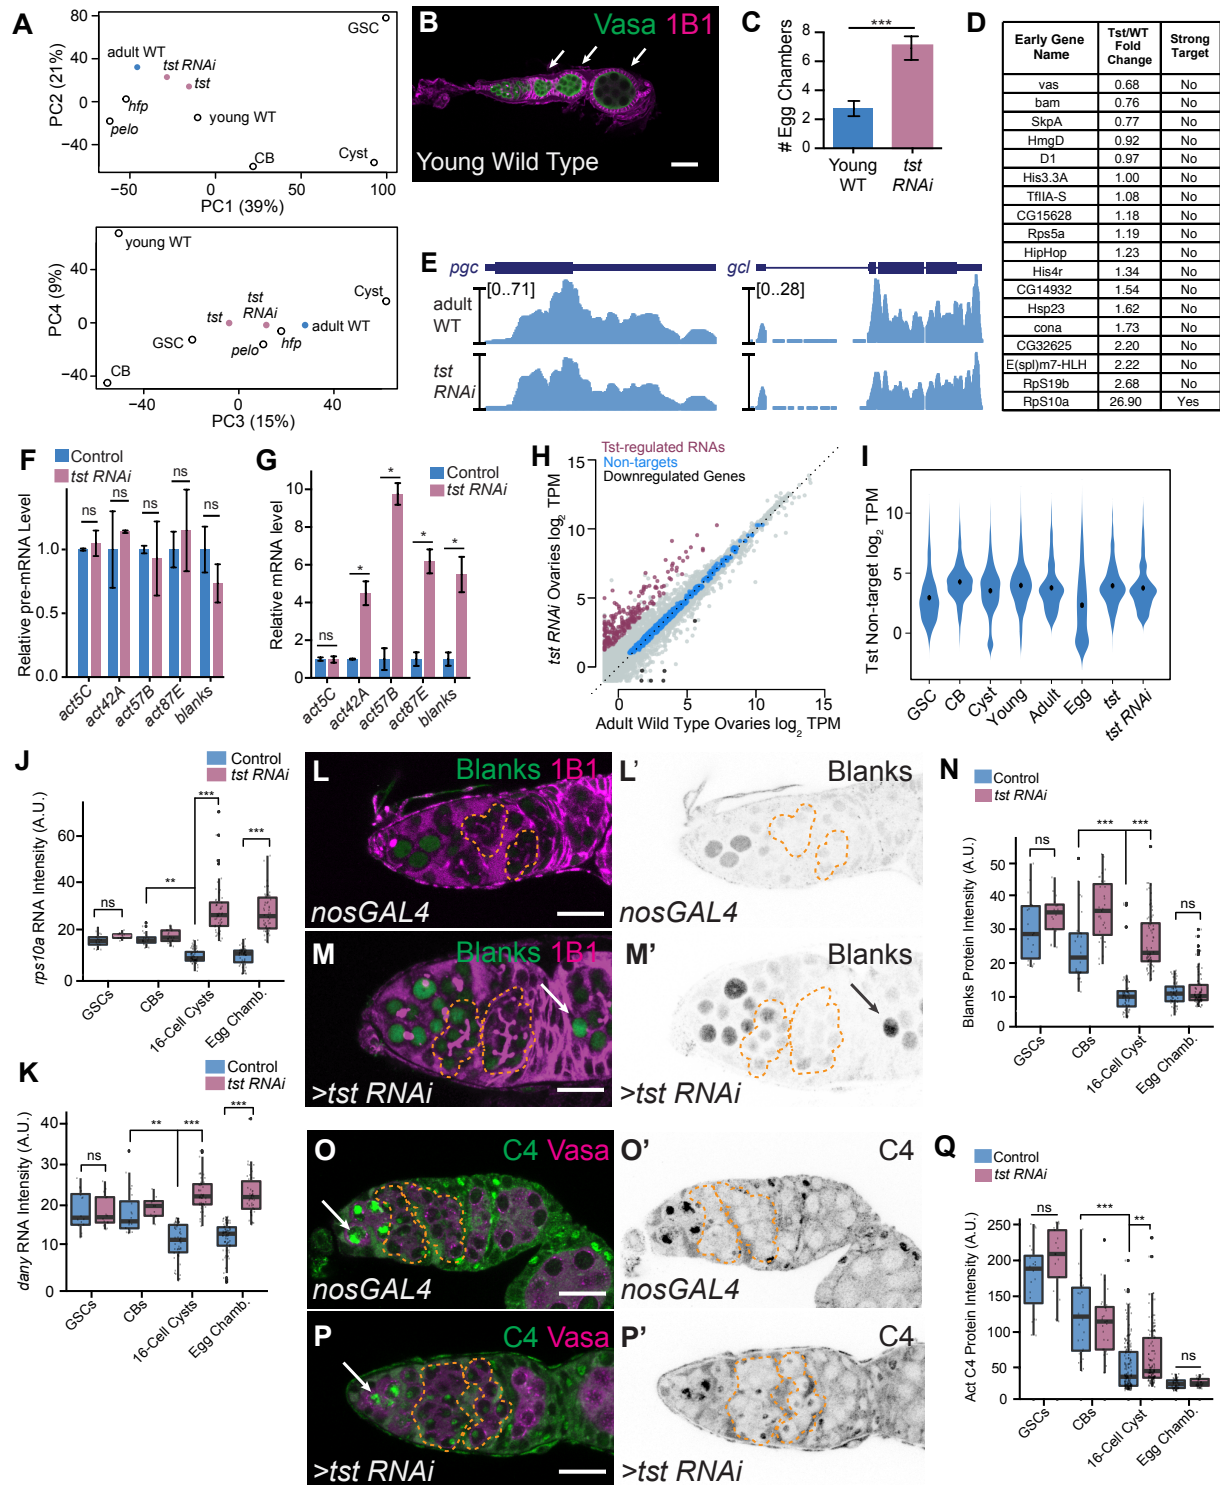 A
80
40
0
−40
PC2 (21%)
GSC
adult WT
tst RNAi
tst
hfp
pelo
young WT
CB
Cyst
−50
0
50
100
PC1 (39%)
40
0
−40
PC4 (9%)
young WT
Cyst
tst
tst
RNAi
adult WT
GSC
pelo
hfp
CB
0
40
PC3 (15%)
B
Vasa 1B1
Young Wild Type
C
***
8
6
4
2
0
# Egg Chambers
Young
WT
tst
RNAi
D
Early Gene Name Tst/WT Fold Change Strong Target
vas 0.68 No
bam 0.76 No
SkpA 0.77 No
HmgD 0.92 No
D1 0.97 No
His3.3A 1.00 No
TfIIA-S 1.08 No
CG15628 1.18 No
Rps5a 1.19 No
HipHop 1.23 No
His4r 1.34 No
CG14932 1.54 No
Hsp23 1.62 No
cona 1.73 No
CG32625 2.20 No
E(spl)m7-HLH 2.22 No
RpS19b 2.68 No
RpS10a 26.90 Yes
E
pgc
gcl
adult
WT
[0..71]
[0..28]
tst
RNAi
F
Control
tst RNAi
ns
ns
ns
ns
1.0
0.5
0.0
Relative pre-mRNA Level
act5C
act42A
act57B
act87E
blanks
G
Control
tst RNAi
10
8
6
4
2
0
Relative mRNA level
ns
*
*
*
*
act5C
act42A
act57B
act87E
blanks
H
Tst-regulated RNAs
Non-targets
Downregulated Genes
15
10
5
0
tst RNAi Ovaries log2 TPM
0
5
10
15
Adult Wild Type Ovaries log2 TPM
I
10
5
0
Tst Non-target log2 TPM
GSC
CB
Cyst
Young
Adult
Egg
tst
tst RNAi
J
Control
tst RNAi
60
40
20
0
rps10a RNA Intensity (A.U.)
ns
**
***
***
GSCs
CBs
16-Cell Cysts
Egg Chamb.
K
Control
tst RNAi
40
30
20
10
0
dany RNA Intensity (A.U.)
ns
**
***
***
GSCs
CBs
16-Cell Cysts
Egg Chamb.
L
Blanks 1B1
nosGAL4
L’
Blanks
nosGAL4
M
Blanks 1B1
>tst RNAi
M’
Blanks
>tst RNAi
N
Control
tst RNAi
50
40
30
20
10
0
Blanks Protein Intensity (A.U.)
ns
***
***
ns
GSCs
CBs
16-Cell Cyst
Egg Chamb.
O
C4 Vasa
nosGAL4
O’
C4
nosGAL4
P
C4 Vasa
>tst RNAi
P’
C4
>tst RNAi
Q
Control
tst RNAi
250
200
150
100
50
0
Act C4 Protein Intensity (A.U.)
ns
***
**
ns
GSCs
CBs
16-Cell Cyst
Egg Chamb.